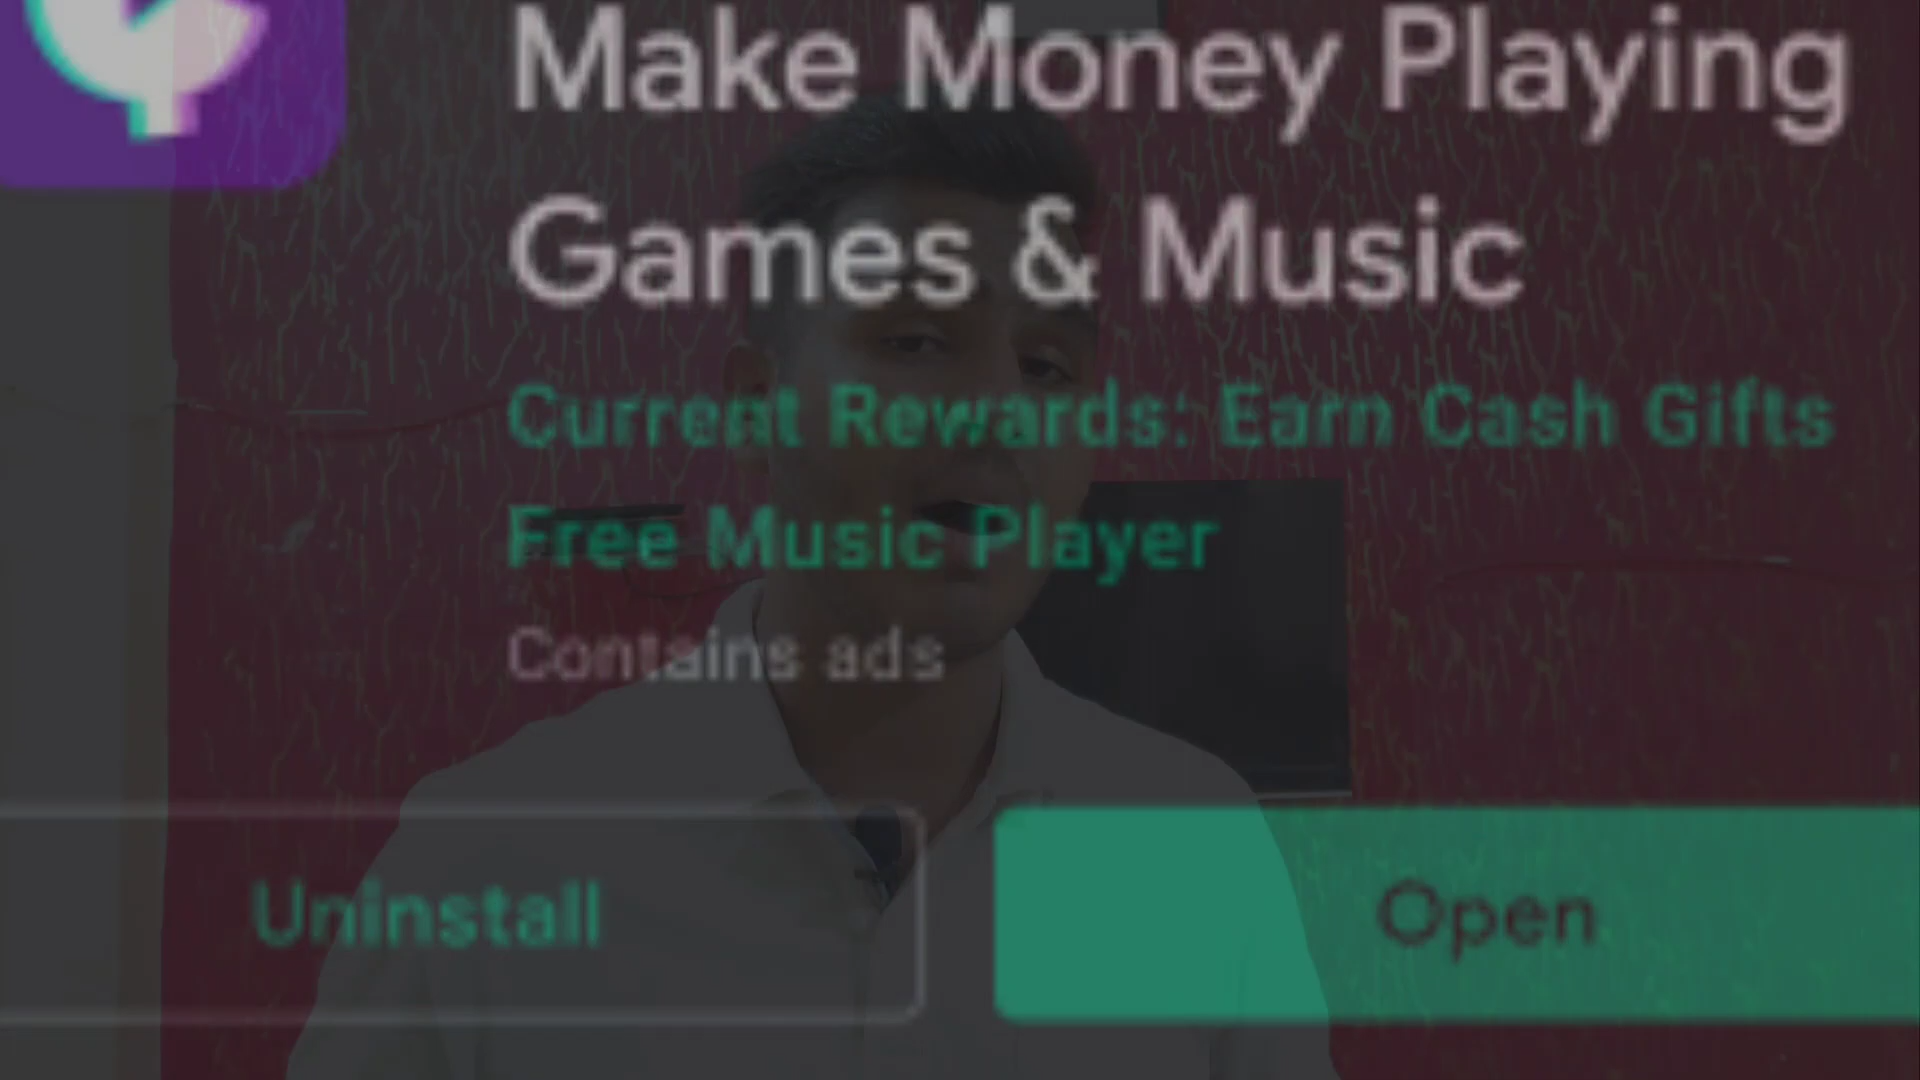 Make Money Playing
Games & Music
Current Rewards: Earn Cash Gifts
Free Music Player
Contains ads
Uninstall
Open